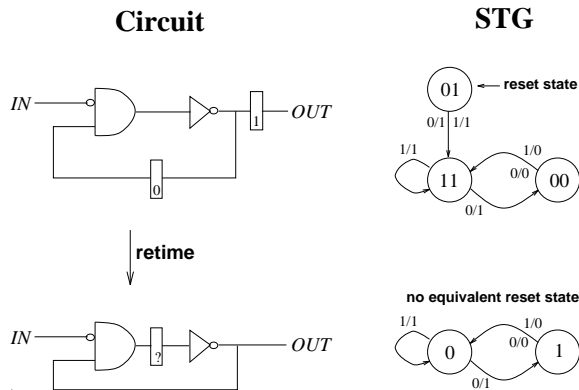 Circuit
STG
IN
1
OUT
0
01
reset state
0/1
1/1
1/1
1/0
11
0/0
00
0/1
retime
no equivalent reset state
IN
?
OUT
1/1
1/0
0
0/0
1
0/1